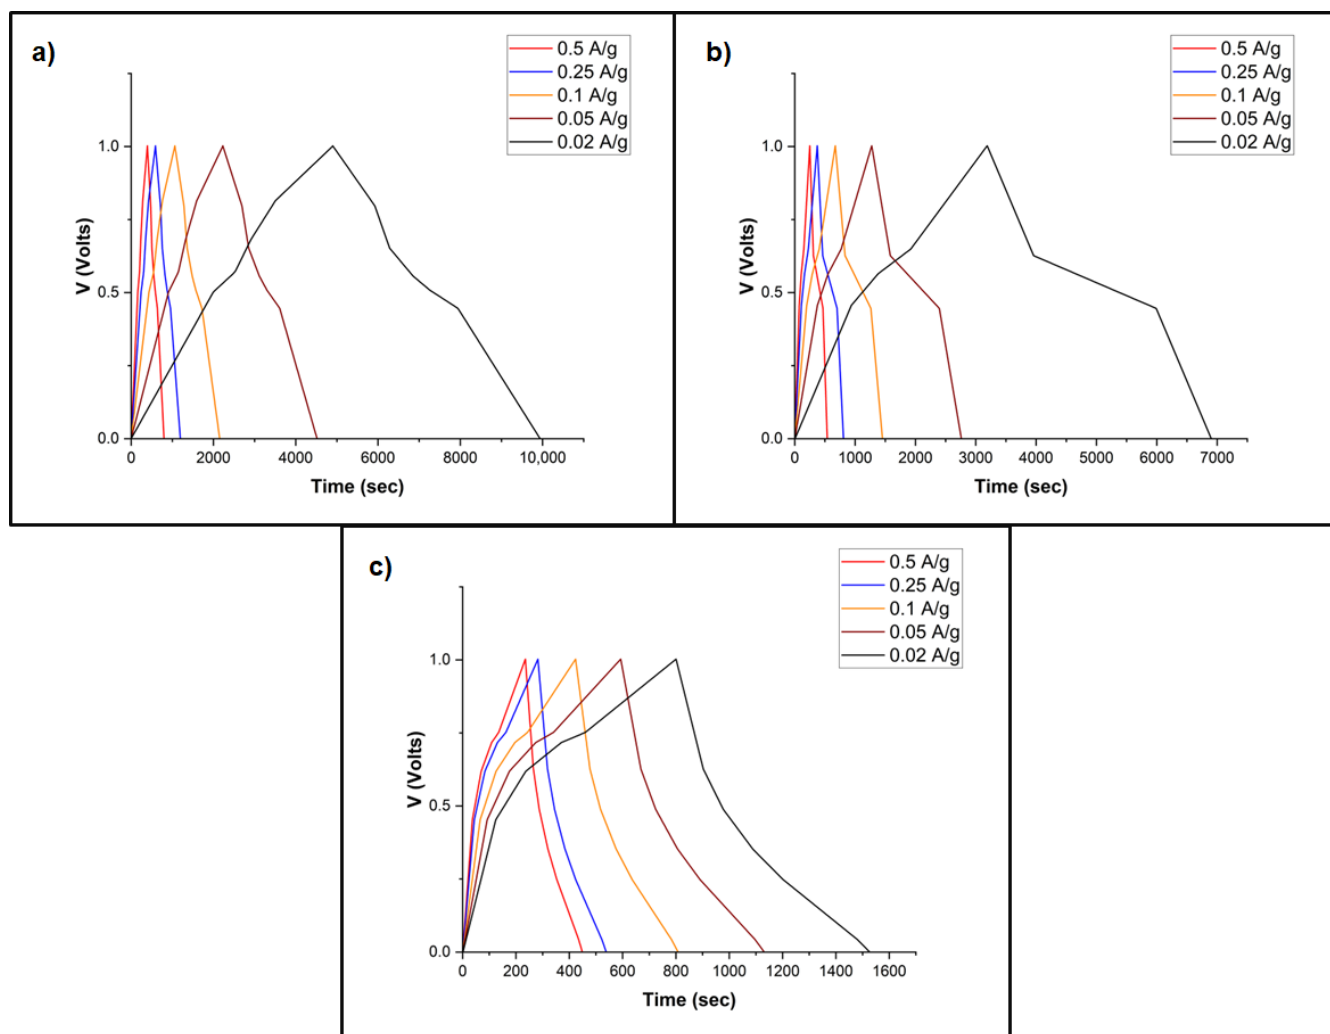 a)
0.5 A/g
0.25 A/g
0.1 A/g
0.05 A/g
0.02 A/g
1.0
0.5
0.0
V (Volts)
0
2000
4000
6000
8000
10,000
Time (sec)
b)
0.5 A/g
0.25 A/g
0.1 A/g
0.05 A/g
0.02 A/g
1.0
0.5
0.0
V (Volts)
0
1000
2000
3000
4000
5000
6000
7000
Time (sec)
c)
0.5 A/g
0.25 A/g
0.1 A/g
0.05 A/g
0.02 A/g
1.0
0.5
0.0
V (Volts)
0
200
400
600
800
1000
1200
1400
1600
Time (sec)